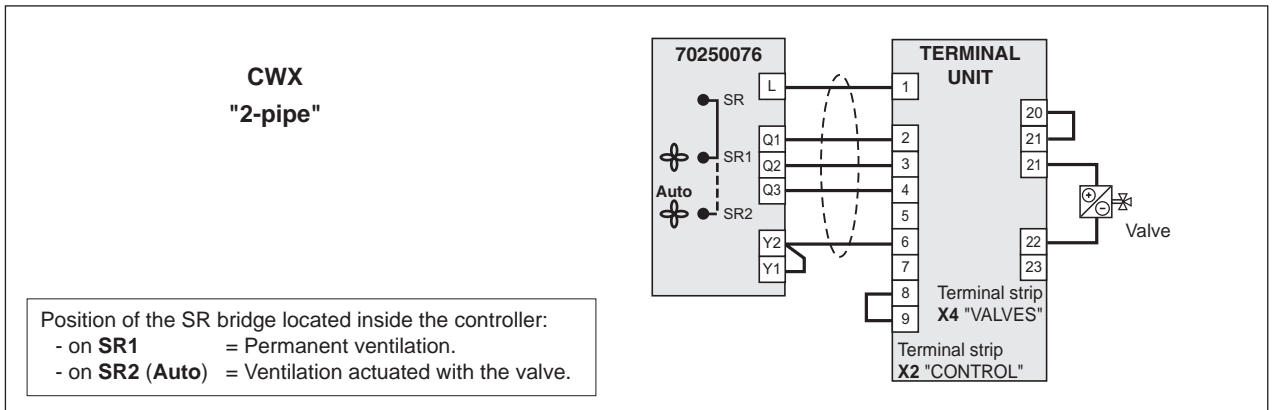 CWX
"2-pipe"
70250076
SR
SR1
Auto
SR2
L
Q1
Q2
Q3
Y2
Y1
TERMINAL
UNIT
1
2
3
4
5
6
7
8
9
20
21
21
22
23
Valve
Terminal strip
X4 "VALVES"
Terminal strip
X2 "CONTROL"
Position of the SR bridge located inside the controller:
- on SR1 = Permanent ventilation.
- on SR2 (Auto) = Ventilation actuated with the valve.